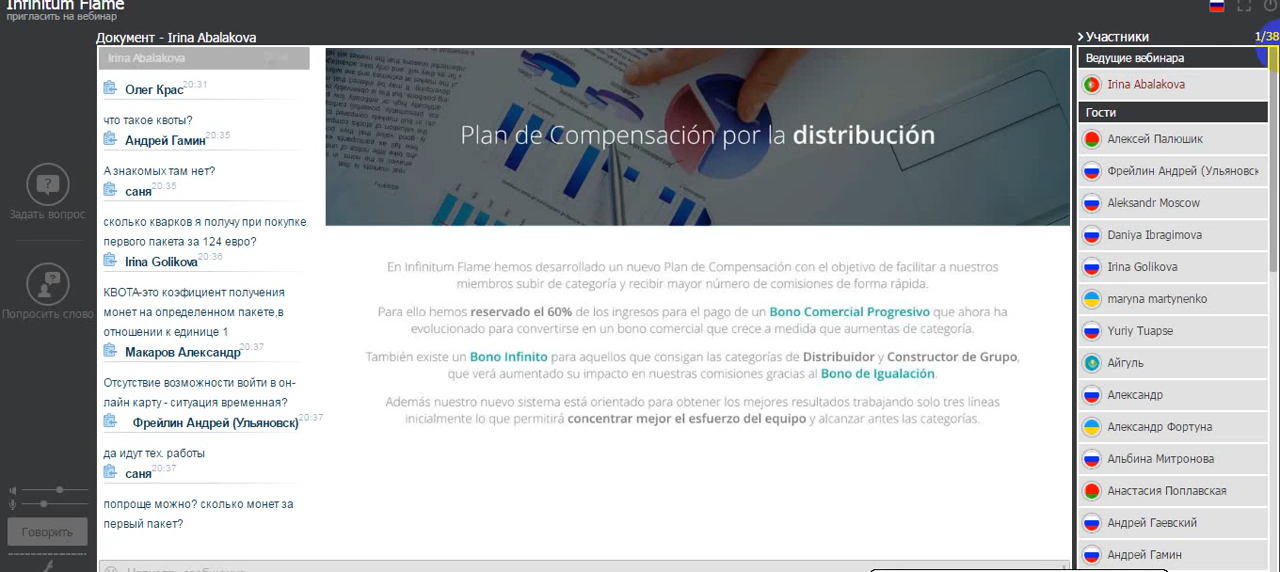 Infinitum Flame
пригласить на вебинар
Документ - Irina Abalakova
Участники
1/38
Irina Abalakova
Олег Крас 20:31
что такое квоты?
Андрей Гамин 20:35
А знакомых там нет?
саня 20:35
сколько кварков я получу при покупке
первого пакета за 124 евро?
Irina Golikova 20:36
КВОТА-это коэфициент получения
монет на определенном пакете,в
отношении к единице 1
Макаров Александр 20:37
Отсутствие возможности войти в он-
лайн карту - ситуация временная?
Фрейлин Андрей (Ульяновск) 20:37
да идут тех. работы
саня 20:37
попроще можно? сколько монет за
первый пакет?
Задать вопрос
Попросить слово
Говорить
Plan de Compensación por la distribución
En Infinitum Flame hemos desarrollado un nuevo Plan de Compensación con el objetivo de facilitar a nuestros
miembros subir de categoría y recibir mayor número de comisiones de forma rápida.
Para ello hemos reservado el 60% de los ingresos para el pago de un Bono Comercial Progresivo que ahora ha
evolucionado para convertirse en un bono comercial que crece a medida que aumentas de categoría.
También existe un Bono Infinito para aquellos que consigan las categorías de Distribuidor y Constructor de Grupo,
que verá aumentado su impacto en nuestras comisiones gracias al Bono de Igualación.
Además nuestro nuevo sistema está orientado para obtener los mejores resultados trabajando solo tres líneas
inicialmente lo que permitirá concentrar mejor el esfuerzo del equipo y alcanzar antes las categorías.
Ведущие вебинара
Irina Abalakova
Гости
Алексей Палюшик
Фрейлин Андрей (Ульяновск
Aleksandr Moscow
Daniya Ibragimova
Irina Golikova
maryna martynenko
Yuriy Tuapse
Айгуль
Александр
Александр Фортуна
Альбина Митронова
Анастасия Поплавская
Андрей Гаевский
Андрей Гамин